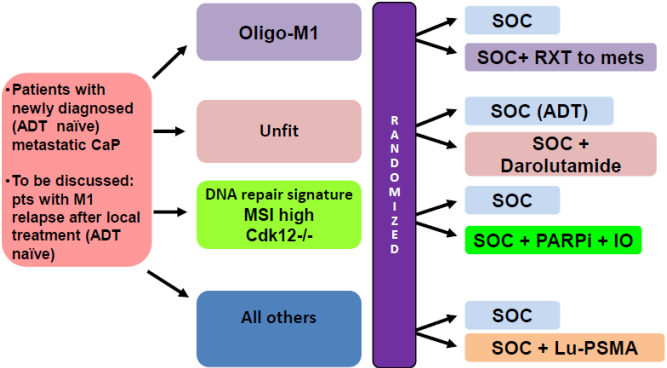 •Patients with
newly diagnosed
(ADT naïve)
metastatic CaP
•To be discussed:
pts with M1
relapse after local
treatment (ADT
naïve)
Oligo-M1
Unfit
DNA repair signature
MSI high
Cdk12-/-
All others
RANDOMIZED
SOC
SOC+ RXT to mets
SOC (ADT)
SOC +
Darolutamide
SOC
SOC + PARPi + IO
SOC
SOC + Lu-PSMA